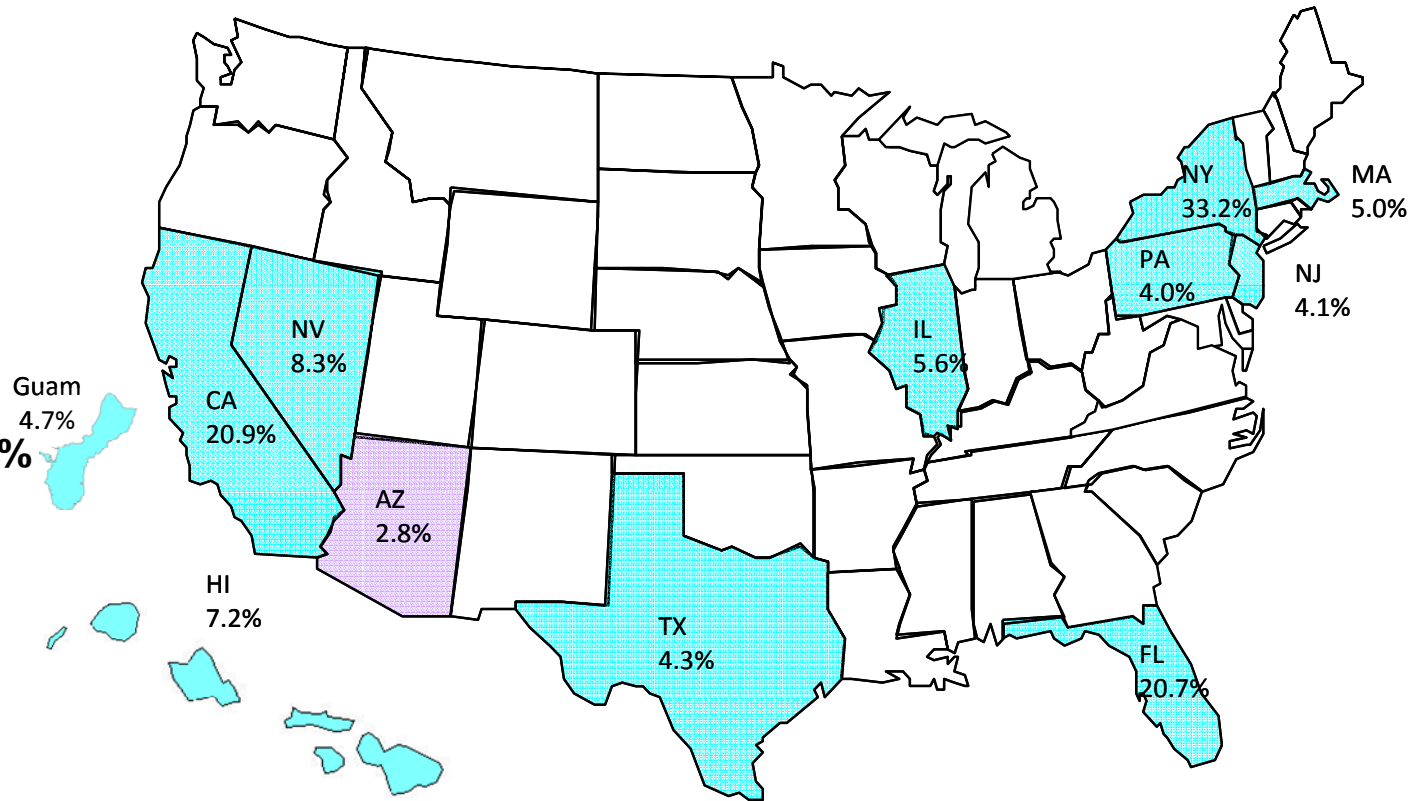 NY
33.2%
MA
5.0%
PA
4.0%
NJ
4.1%
NV
8.3%
IL
5.6%
Guam
4.7%
%
CA
20.9%
AZ
2.8%
HI
7.2%
TX
4.3%
FL
20.7%